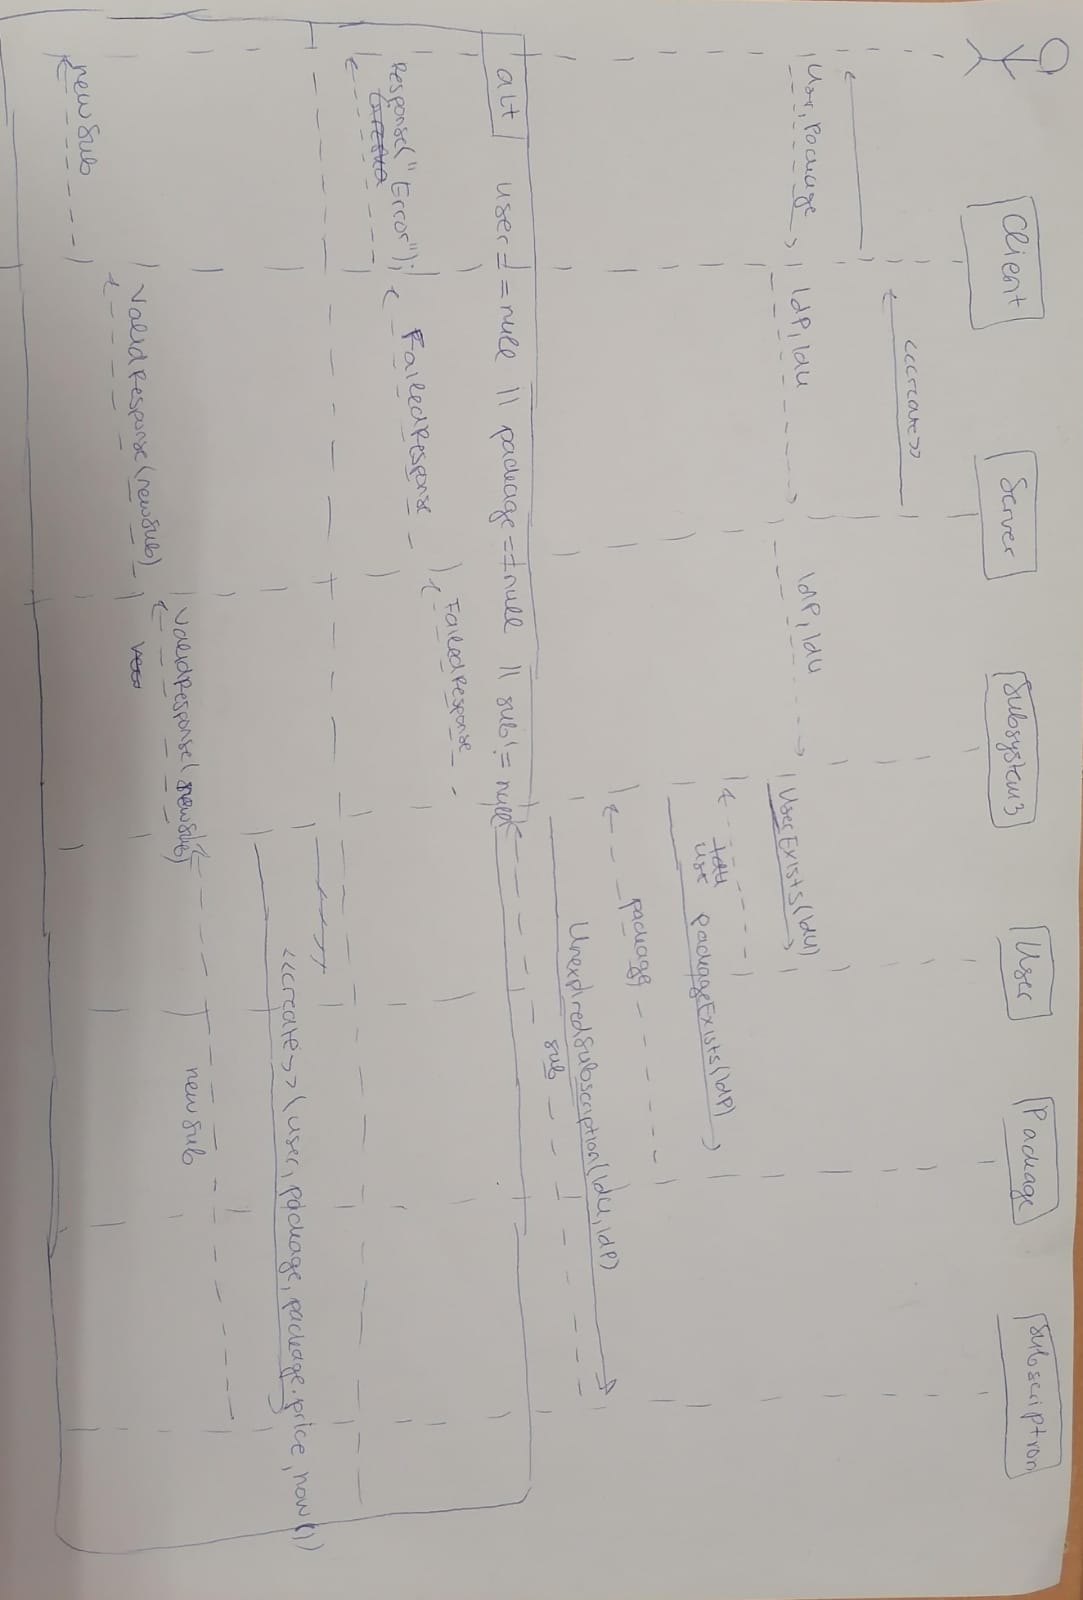 Client
Server
Subsystem3
User
Package
Subscription
<<create>>
User, Package
IdP, IdU
IdP, IdU
UserExists(IdU)
user
packageExists(IdP)
package
UnexpiredSubscription(IdU, IdP)
sub
alt
user == null || package == null || sub != null
FailedResponse
FailedResponse
Response("Error");
<<create>>(user, package, package.price, now())
newSub
ValidResponse(newSub)
ValidResponse(newSub)
newSub